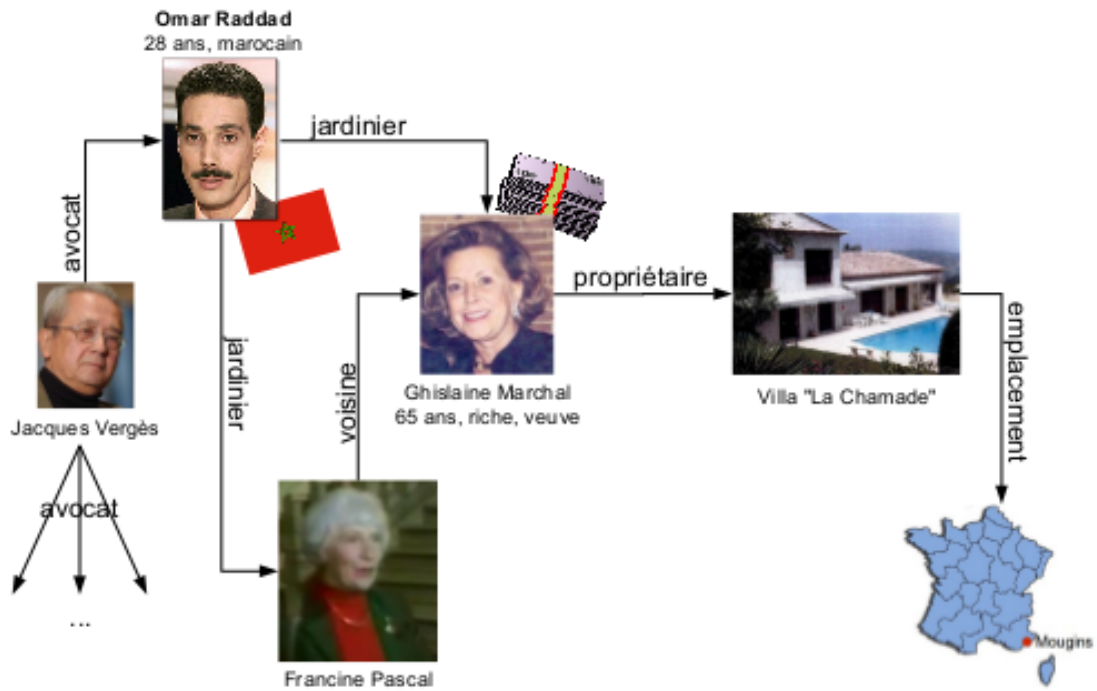 Omar Raddad
28 ans, marocain
jardinier
avocat
propriétaire
emplacement
jardinier
voisine
Ghislaine Marchal
65 ans, riche, veuve
Villa "La Chamade"
Jacques Vergès
avocat
...
Mougins
Francine Pascal